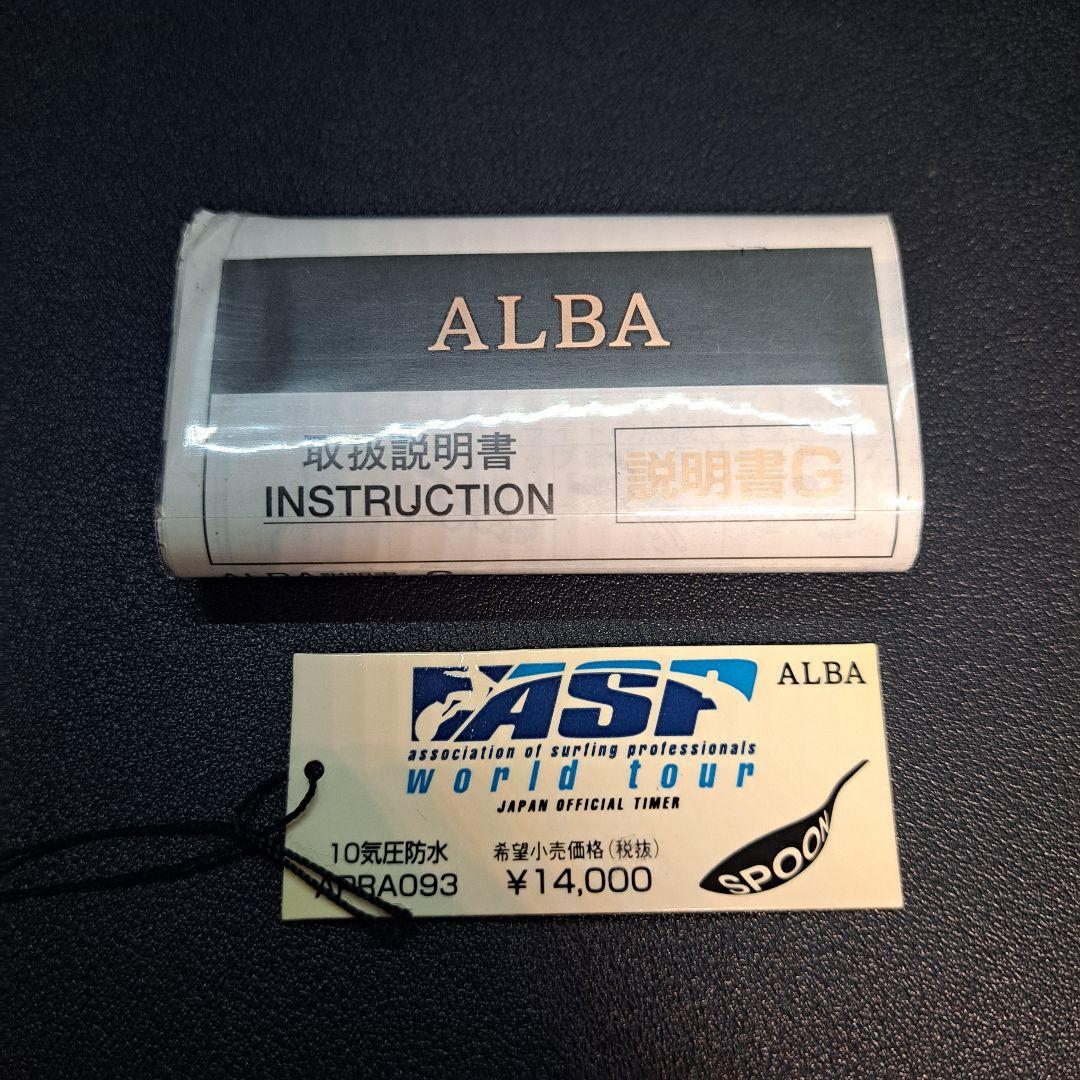 ALBA
取扱説明書
INSTRUCTION
説明書G
ASP
ALBA
association of surfing professionals
world tour
JAPAN OFFICIAL TIMER
10気圧防水
希望小売価格(税抜)
¥14,000
SPOON